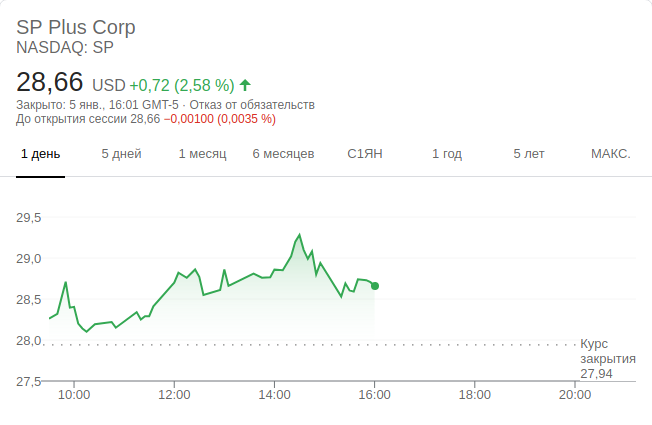 SP Plus Corp
NASDAQ: SP
28,66 USD +0,72 (2,58 %)
Закрыто: 5 янв., 16:01 GMT-5 · Отказ от обязательств
До открытия сессии 28,66 −0,00100 (0,0035 %)
1 день 5 дней 1 месяц 6 месяцев С1ЯН 1 год 5 лет МАКС.
29,5
29,0
28,5
28,0
Курс
закрытия
27,94
27,5
10:00 12:00 14:00 16:00 18:00 20:00